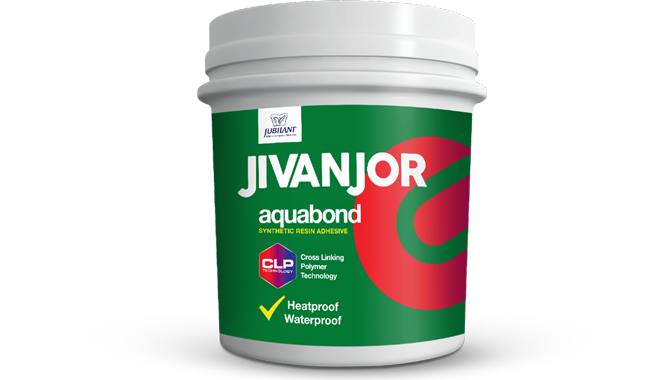 JUBILANT
JIVANJOR
aquabond
SYNTHETIC RESIN ADHESIVE
CLP
TECHNOLOGY
Cross Linking
Polymer
Technology
Heatproof
Waterproof